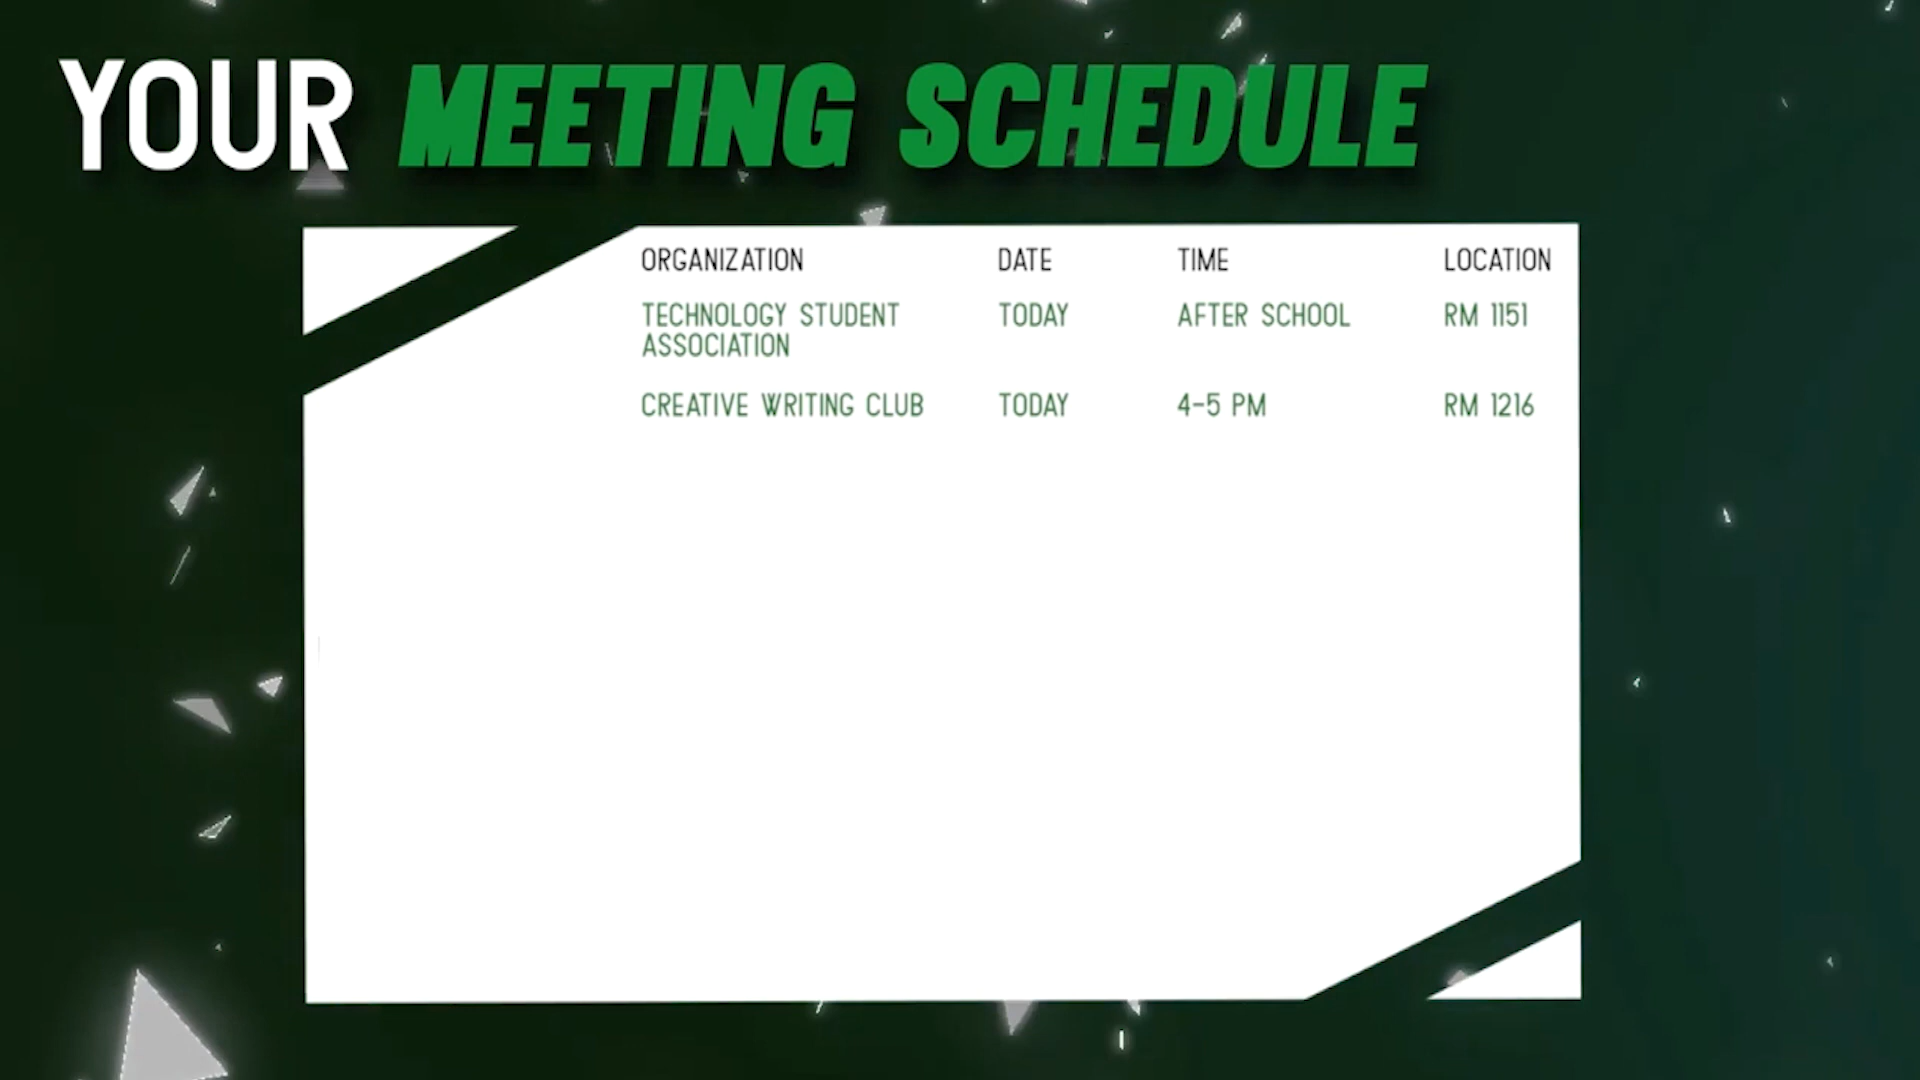 YOUR MEETING SCHEDULE
ORGANIZATION DATE TIME LOCATION
TECHNOLOGY STUDENT TODAY AFTER SCHOOL RM 1151
ASSOCIATION
CREATIVE WRITING CLUB TODAY 4-5 PM RM 1216